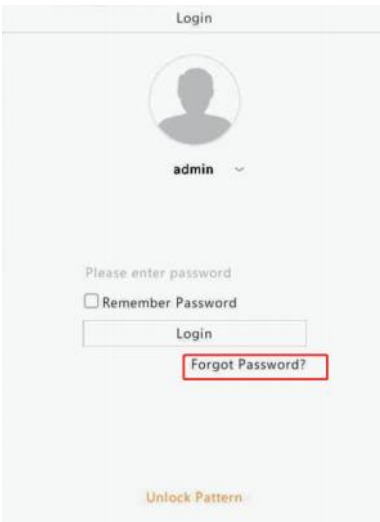 Login
admin
Please enter password
Remember Password
Login
Forgot Password?
Unlock Pattern